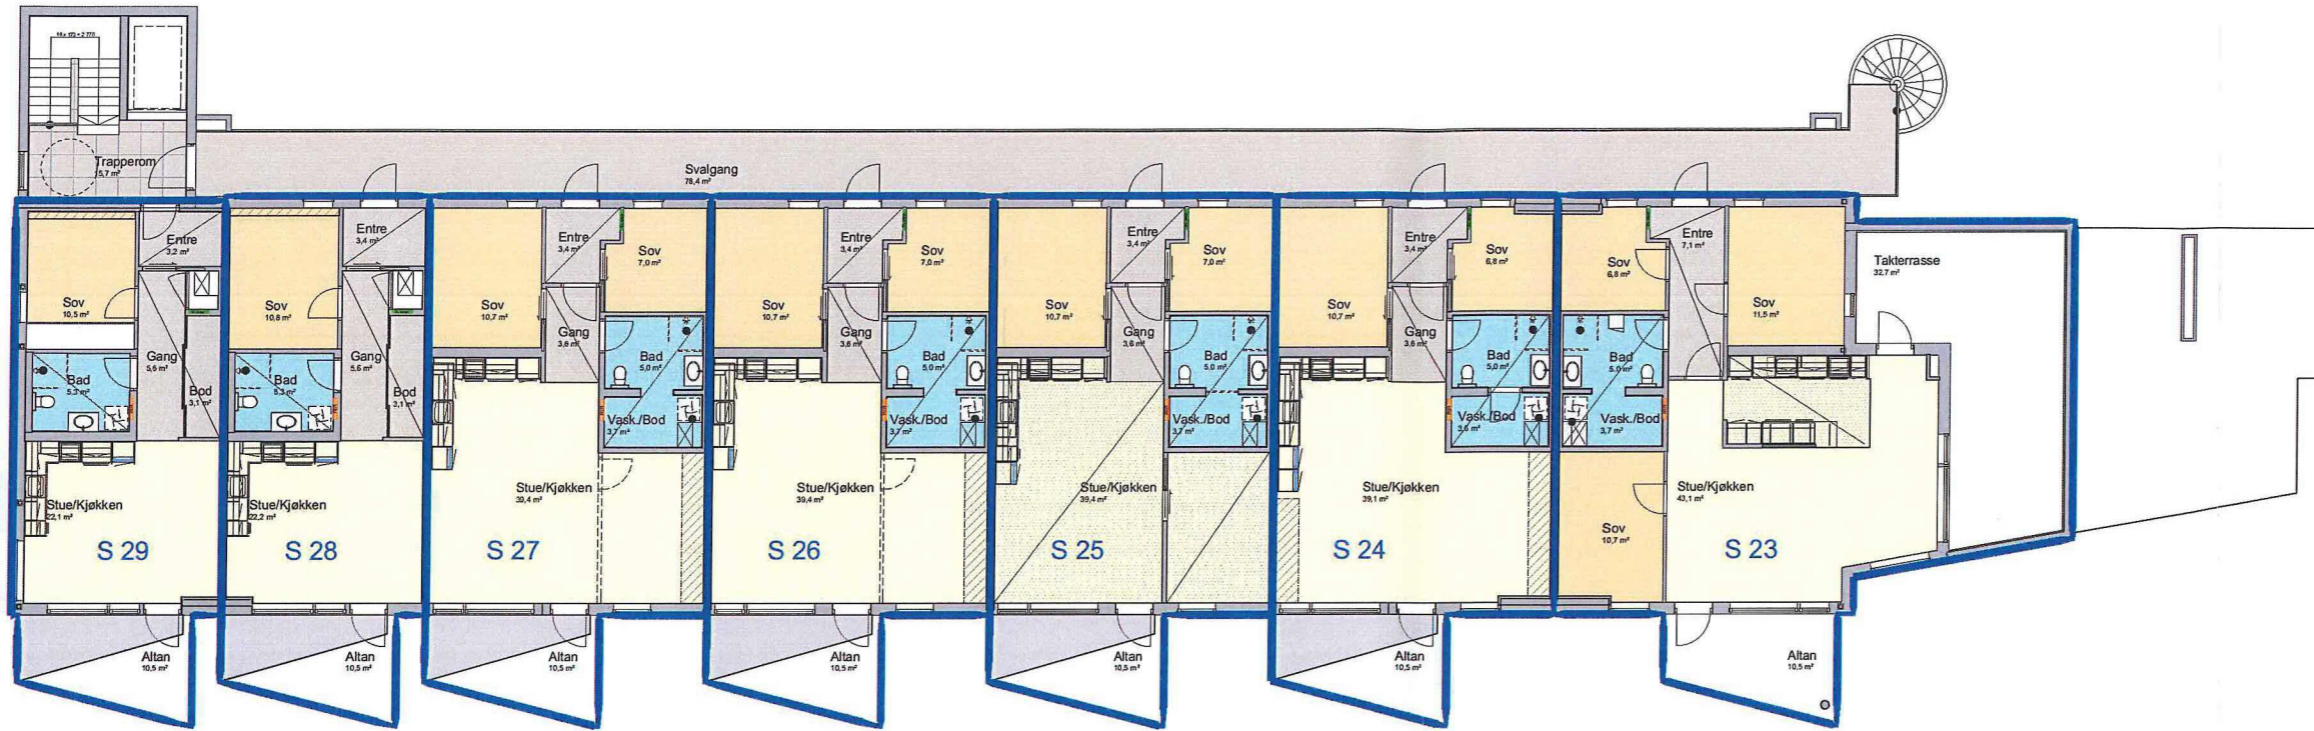 16 x 173 = 2 770
Trapperom
15,7 m²
Svalgang
78,4 m²
Entre
3,2 m²
Sov
10,5 m²
Gang
5,6 m²
Bad
5,3 m²
Bod
3,1 m²
Stue/Kjøkken
22,1 m²
S 29
Altan
10,5 m²
Entre
3,4 m²
Sov
10,8 m²
Gang
5,6 m²
Bad
5,3 m²
Bod
3,1 m²
Stue/Kjøkken
22,2 m²
S 28
Altan
10,5 m²
Entre
3,4 m²
Sov
7,0 m²
Sov
10,7 m²
Gang
3,6 m²
Bad
5,0 m²
Vask./Bod
3,7 m²
Stue/Kjøkken
39,4 m²
S 27
Altan
10,5 m²
Entre
3,4 m²
Sov
7,0 m²
Sov
10,7 m²
Gang
3,6 m²
Bad
5,0 m²
Vask./Bod
3,7 m²
Stue/Kjøkken
39,4 m²
S 26
Altan
10,5 m²
Entre
3,4 m²
Sov
7,0 m²
Sov
10,7 m²
Gang
3,6 m²
Bad
5,0 m²
Vask./Bod
3,7 m²
Stue/Kjøkken
39,4 m²
S 25
Altan
10,5 m²
Entre
3,4 m²
Sov
6,8 m²
Sov
10,7 m²
Gang
3,6 m²
Bad
5,0 m²
Vask./Bod
3,6 m²
Stue/Kjøkken
39,1 m²
S 24
Altan
10,5 m²
Entre
7,1 m²
Sov
6,8 m²
Sov
11,5 m²
Takterrasse
32,7 m²
Bad
5,0 m²
Vask./Bod
3,7 m²
Stue/Kjøkken
43,1 m²
Sov
10,7 m²
S 23
Altan
10,5 m²